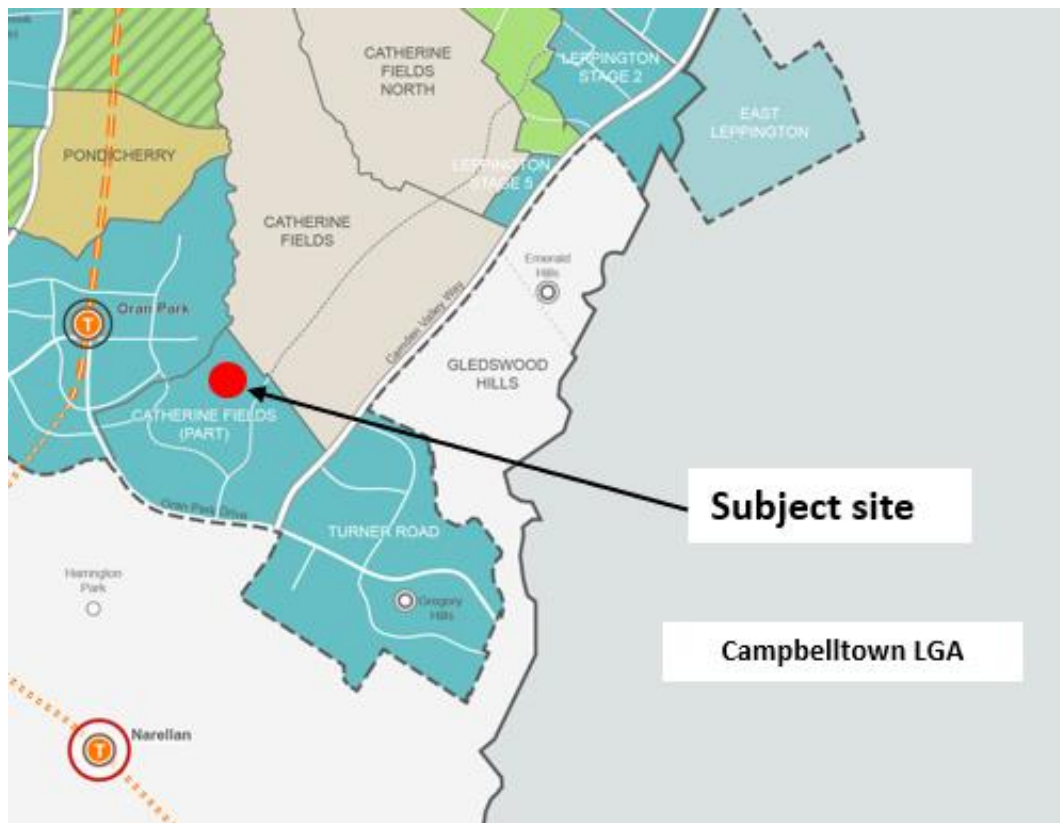 CATHERINE
FIELDS
NORTH
LEPPINGTON
STAGE 2
EAST
LEPPINGTON
PONDICHERRY
LEPPINGTON
STAGE 5
CATHERINE
FIELDS
Emerald
Hills
Oran Park
T
Camden Valley Way
GLEDSWOOD
HILLS
CATHERINE FIELDS
(PART)
Subject site
Oran Park Drive
TURNER ROAD
Harrington
Park
Gregory
Hills
Campbelltown LGA
Narellan
T